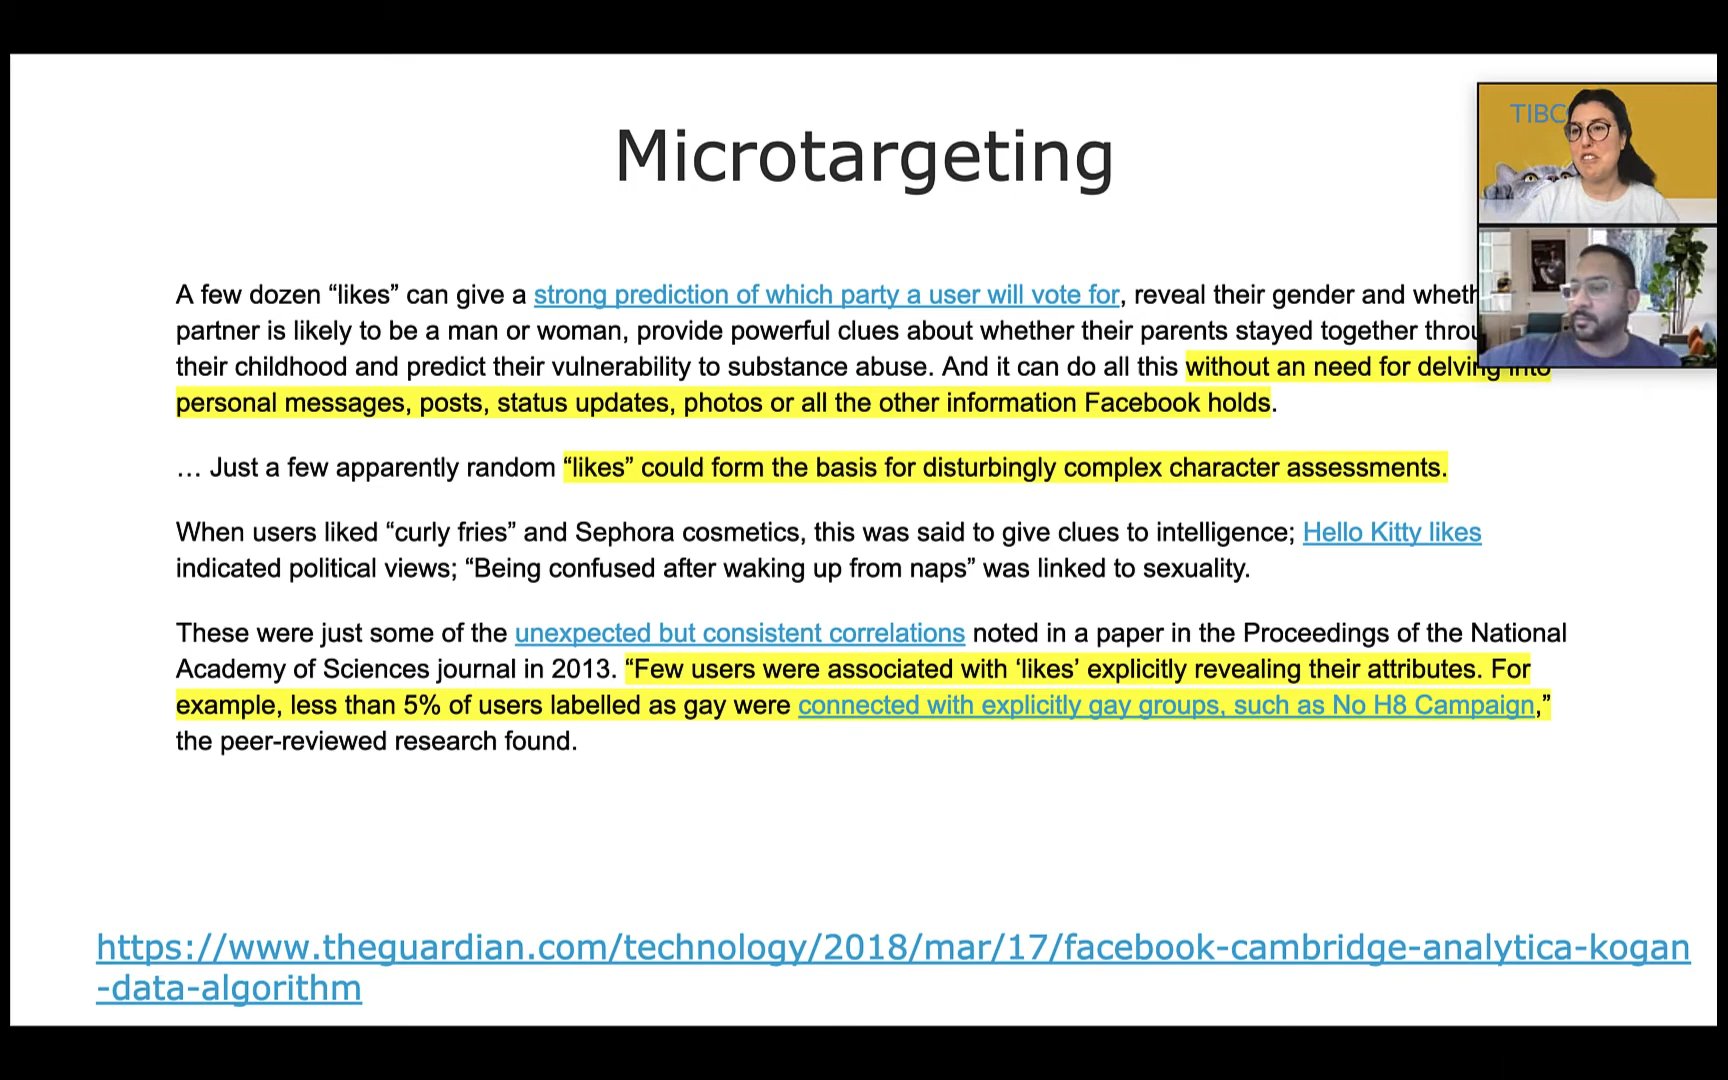 TIBC
Microtargeting
A few dozen “likes” can give a strong prediction of which party a user will vote for, reveal their gender and wheth
partner is likely to be a man or woman, provide powerful clues about whether their parents stayed together throu
their childhood and predict their vulnerability to substance abuse. And it can do all this without an need for delving into
personal messages, posts, status updates, photos or all the other information Facebook holds.
… Just a few apparently random “likes” could form the basis for disturbingly complex character assessments.
When users liked “curly fries” and Sephora cosmetics, this was said to give clues to intelligence; Hello Kitty likes
indicated political views; “Being confused after waking up from naps” was linked to sexuality.
These were just some of the unexpected but consistent correlations noted in a paper in the Proceedings of the National
Academy of Sciences journal in 2013. “Few users were associated with ‘likes’ explicitly revealing their attributes. For
example, less than 5% of users labelled as gay were connected with explicitly gay groups, such as No H8 Campaign,”
the peer-reviewed research found.
https://www.theguardian.com/technology/2018/mar/17/facebook-cambridge-analytica-kogan
-data-algorithm